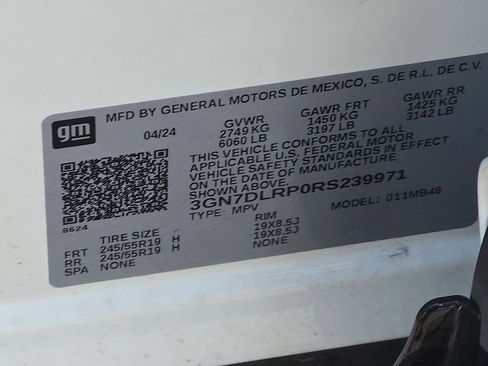 gm
MFD BY GENERAL MOTORS DE MEXICO, S. DE R.L. DE C.V.
04/24 GVWR GAWR FRT GAWR RR
2749 KG 1450 KG 1425 KG
6060 LB 3197 LB 3142 LB
THIS VEHICLE CONFORMS TO ALL
APPLICABLE U.S. FEDERAL MOTOR
VEHICLE SAFETY STANDARDS IN EFFECT
ON THE DATE OF MANUFACTURE
SHOWN ABOVE.
3GN7DLRP0RS239971
TYPE: MPV MODEL: 011MB48
8624
TIRE SIZE RIM
FRT 245/55R19 H 19X8.5J
RR 245/55R19 H 19X8.5J
SPA NONE NONE